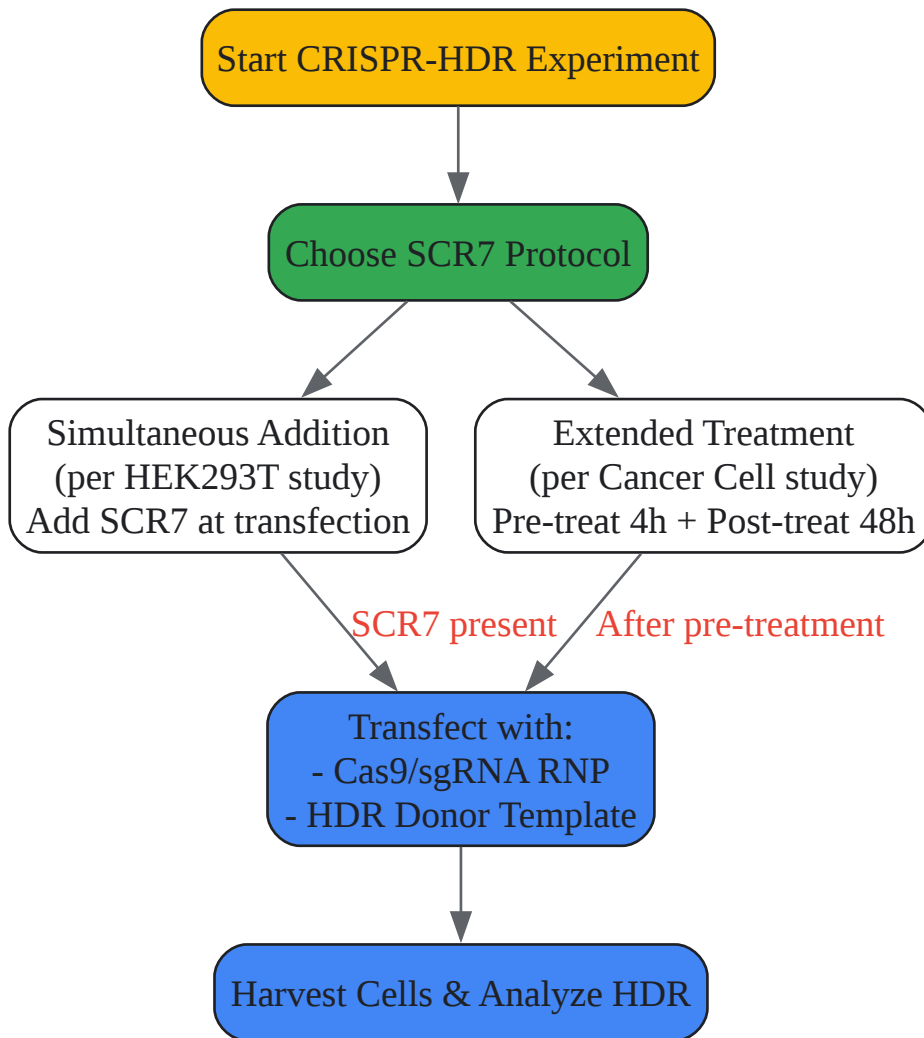 Start CRISPR-HDR Experiment
Choose SCR7 Protocol
Simultaneous Addition
(per HEK293T study)
Add SCR7 at transfection
Extended Treatment
(per Cancer Cell study)
Pre-treat 4h + Post-treat 48h
SCR7 present
After pre-treatment
Transfect with:
- Cas9/sgRNA RNP
- HDR Donor Template
Harvest Cells & Analyze HDR